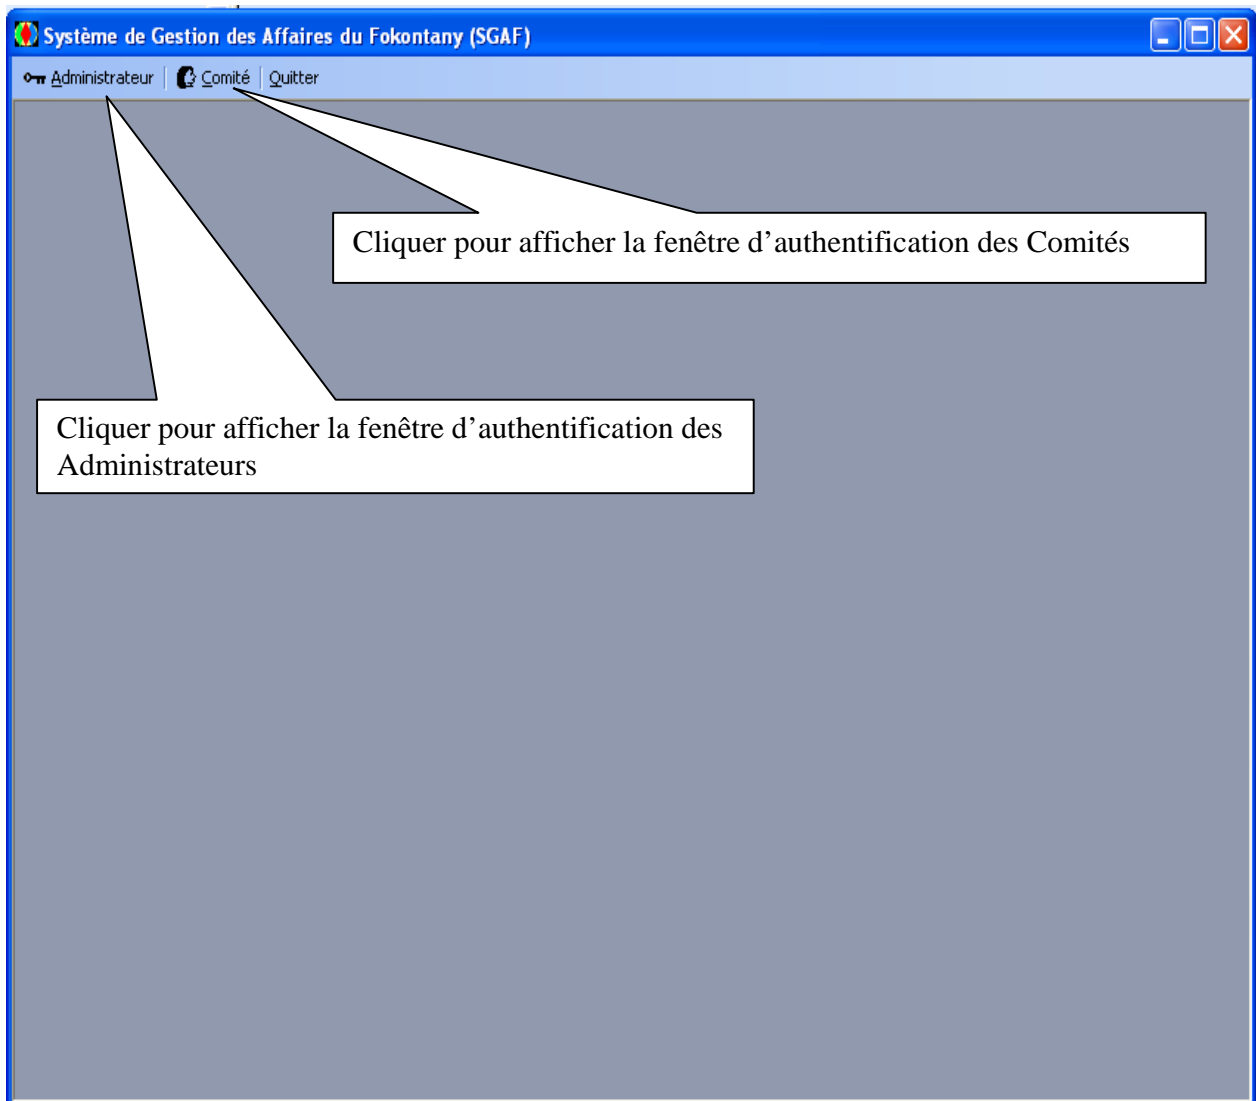 Système de Gestion des Affaires du Fokontany (SGAF)
Administrateur Comité Quitter
Cliquer pour afficher la fenêtre d’authentification des Comités
Cliquer pour afficher la fenêtre d’authentification des
Administrateurs